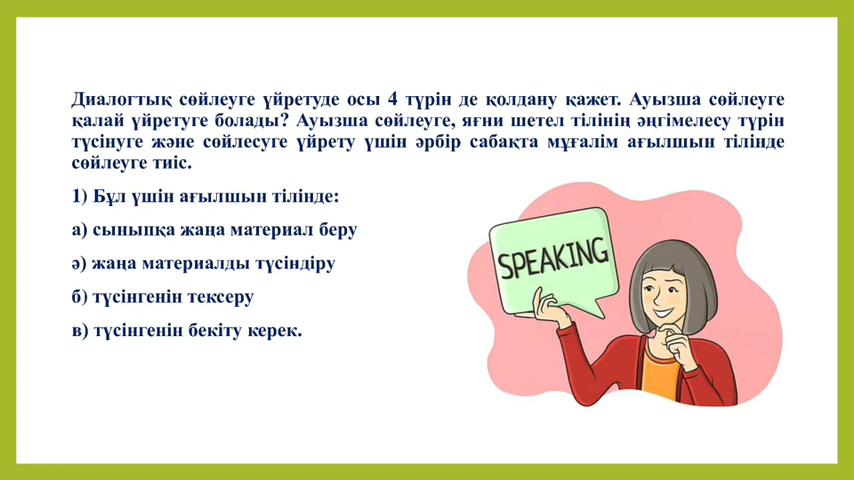 Диалогтық сөйлеуге үйретуде осы 4 түрін де қолдану қажет. Ауызша сөйлеуге
қалай үйретуге болады? Ауызша сөйлеуге, яғни шетел тілінің әңгімелесу түрін
түсінуге және сөйлесуге үйрету үшін әрбір сабақта мұғалім ағылшын тілінде
сөйлеуге тиіс.
1) Бұл үшін ағылшын тілінде:
а) сыныпқа жаңа материал беру
ә) жаңа материалды түсіндіру
б) түсінгенін тексеру
в) түсінгенін бекіту керек.
SPEAKING